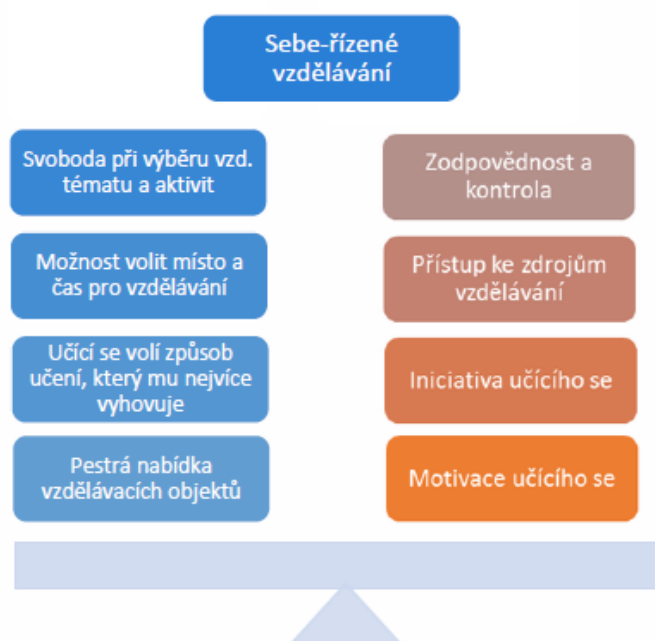 Sebe-řízené
vzdělávání
Svoboda při výběru vzd.
tématu a aktivit
Možnost volit místo a
čas pro vzdělávání
Učící se volí způsob
učení, který mu nejvíce
vyhovuje
Pestrá nabídka
vzdělávacích objektů
Zodpovědnost a
kontrola
Přístup ke zdrojům
vzdělávání
Iniciativa učícího se
Motivace učícího se